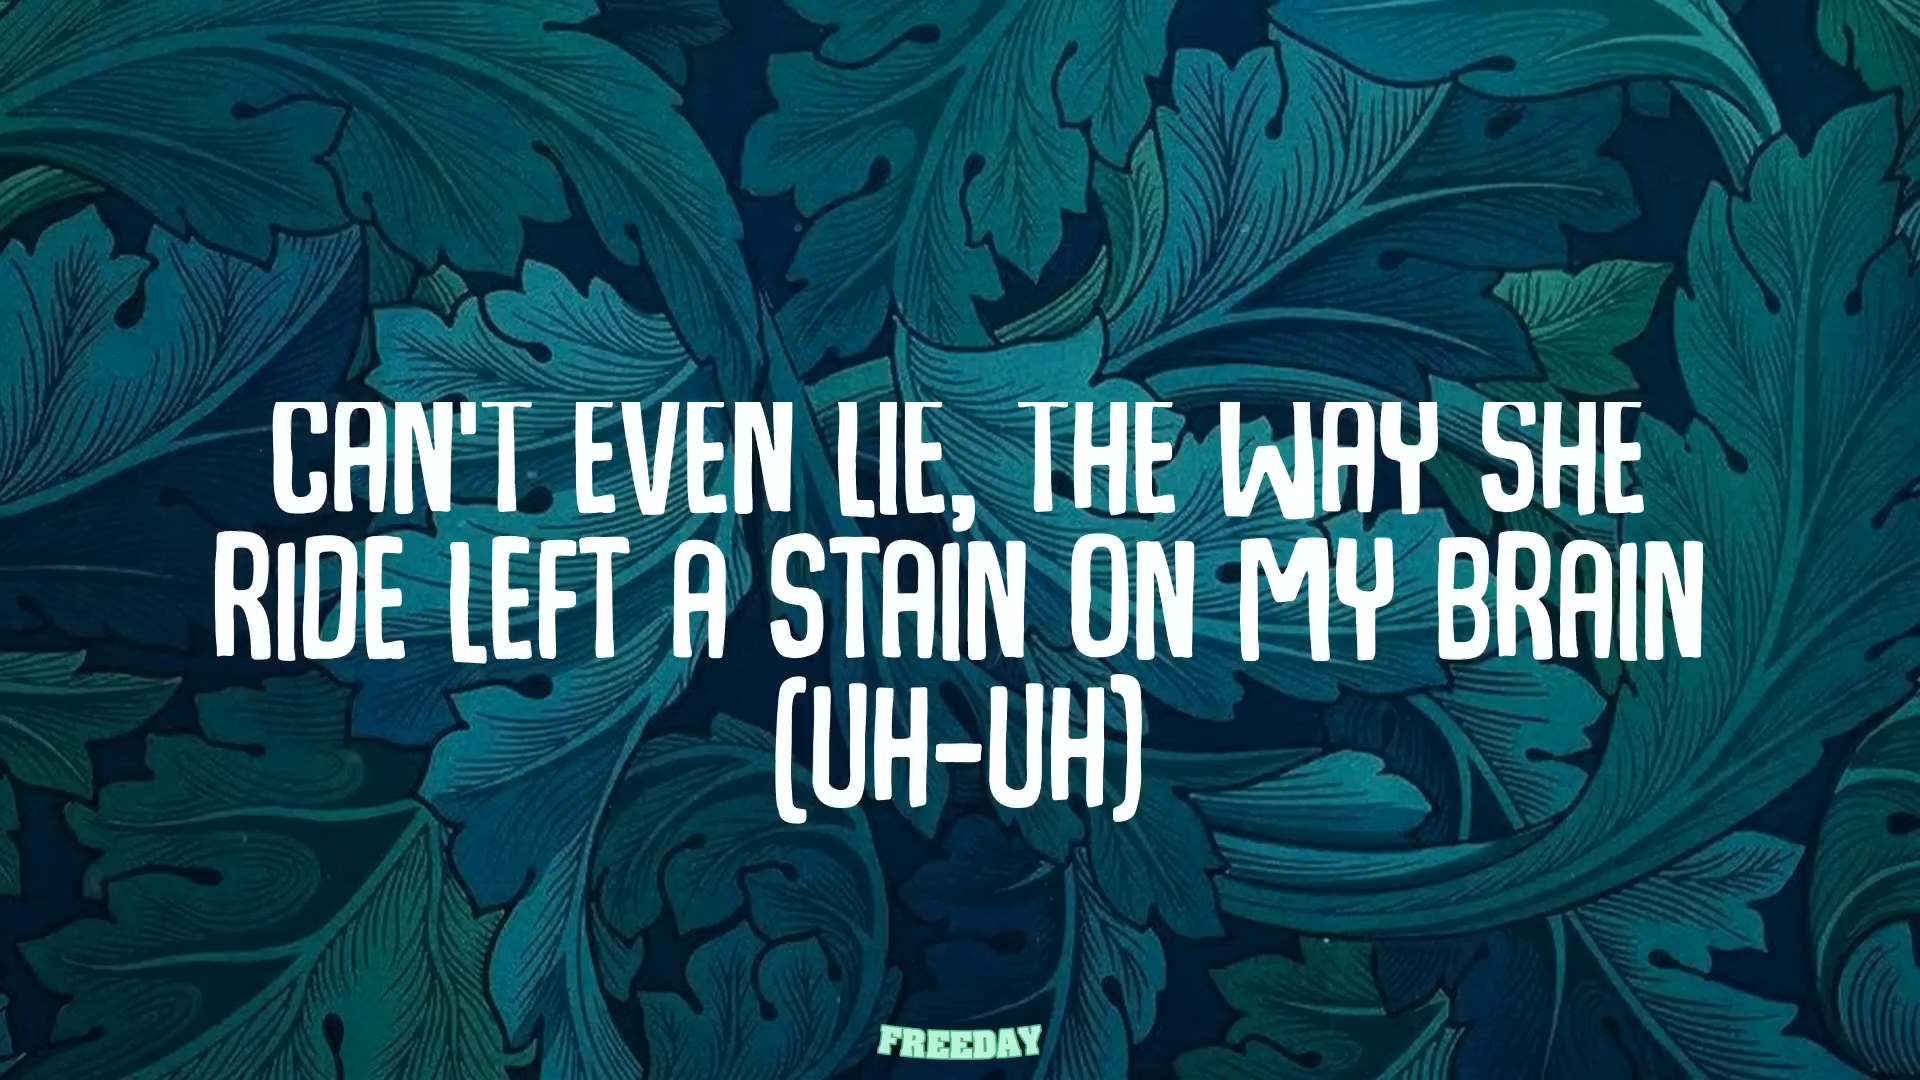 CAN'T EVEN LIE, THE WAY SHE
RIDE LEFT A STAIN ON MY BRAIN
(UH-UH)
FREEDAY